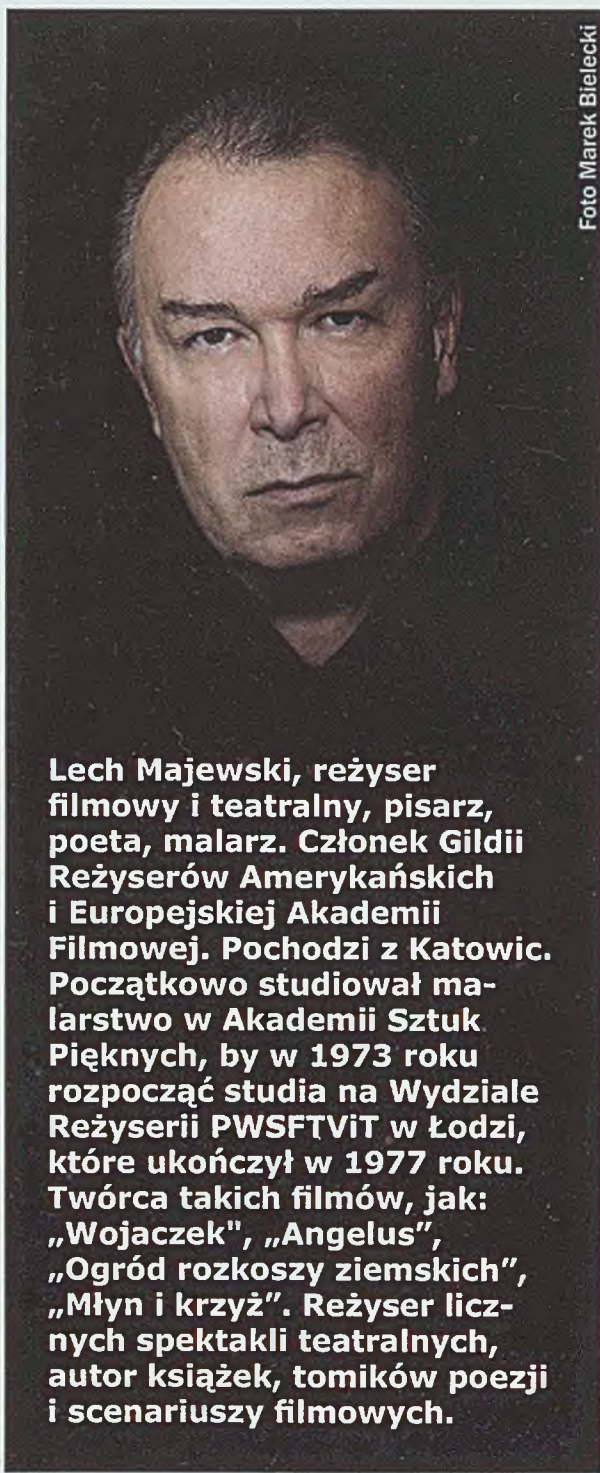 Foto Marek Bielecki
Lech Majewski, reżyser
filmowy i teatralny, pisarz,
poeta, malarz. Członek Gildii
Reżyserów Amerykańskich
i Europejskiej Akademii
Filmowej. Pochodzi z Katowic.
Początkowo studiował ma-
larstwo w Akademii Sztuk
Pięknych, by w 1973 roku
rozpocząć studia na Wydziale
Reżyserii PWSFTViT w Łodzi,
które ukończył w 1977 roku.
Twórca takich filmów, jak:
„Wojaczek", „Angelus”,
„Ogród rozkoszy ziemskich”,
„Młyn i krzyż”. Reżyser licz-
nych spektakli teatralnych,
autor książek, tomików poezji
i scenariuszy filmowych.